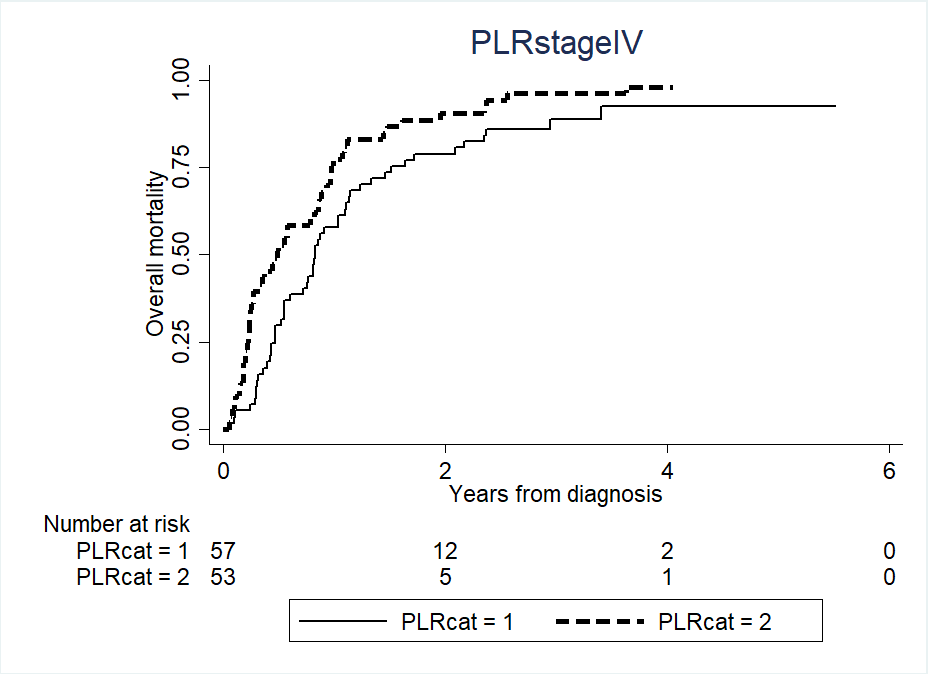 PLRstageIV
1.00
0.75
0.50
0.25
0.00
Overall mortality
0 2 4 6
Years from diagnosis
Number at risk
PLRcat = 1 57 12 2 0
PLRcat = 2 53 5 1 0
PLRcat = 1 PLRcat = 2